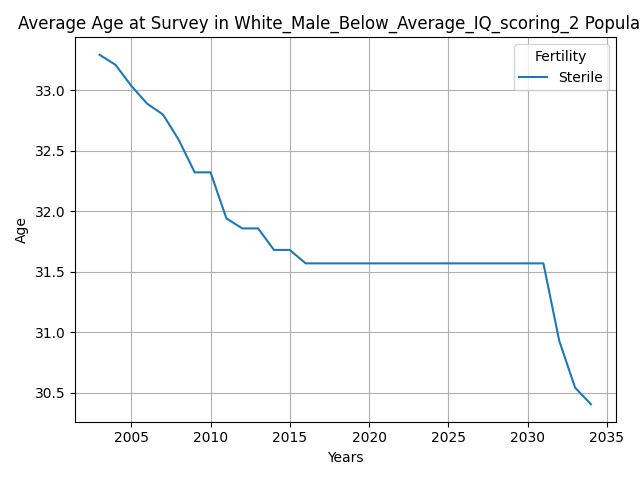 Average Age at Survey in White_Male_Below_Average_IQ_scoring_2 Popula
Fertility
Sterile
33.0
32.5
32.0
31.5
31.0
30.5
Age
2005 2010 2015 2020 2025 2030 2035
Years